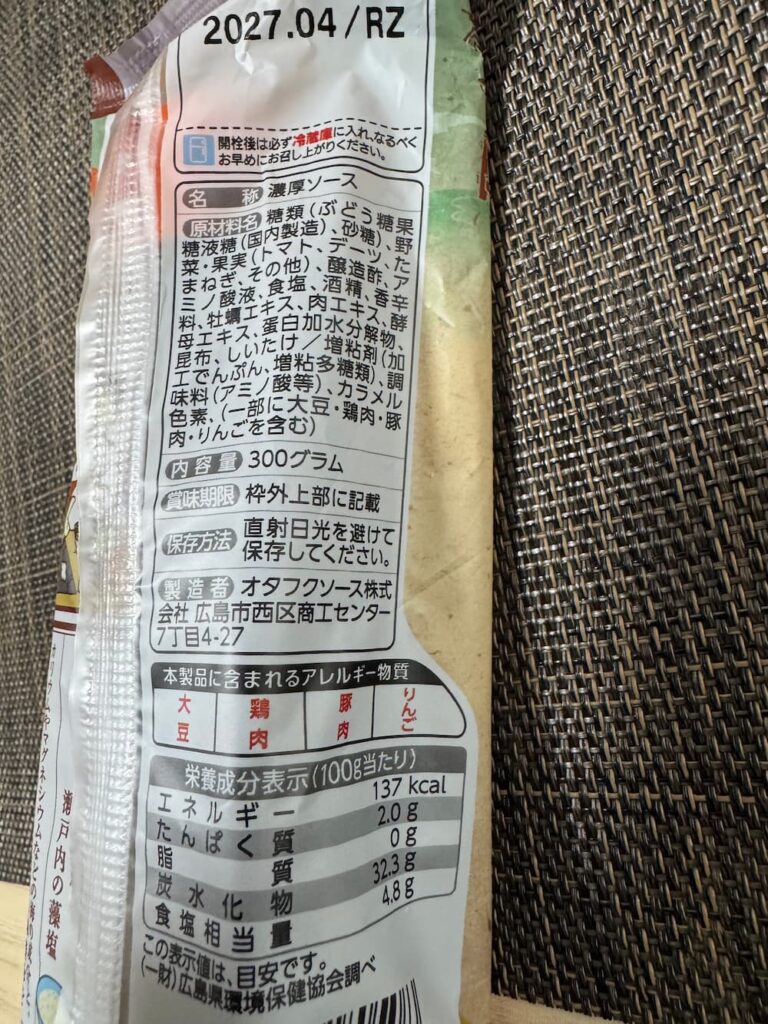 2027.04/RZ
開栓後は必ず冷蔵庫に入れ、なるべく
お早めにお召し上がりください。
名称 濃厚ソース
原材料名 糖類(ぶどう糖果
糖液糖(国内製造)、砂糖)、野
菜・果実(トマト、デーツ、た
まねぎ、その他)、醸造酢、ア
ミノ酸液、食塩、酒精、香辛
料、牡蠣エキス、肉エキス、酵
母エキス、蛋白加水分解物、
昆布、しいたけ/増粘剤(加
工でんぷん、増粘多糖類)、調
味料(アミノ酸等)、カラメル
色素、(一部に大豆・鶏肉・豚
肉・りんごを含む)
内容量 300グラム
賞味期限 枠外上部に記載
保存方法 直射日光を避けて
保存してください。
製造者 オタフクソース株式
会社 広島市西区商工センター
7丁目4-27
本製品に含まれるアレルギー物質
大豆 鶏肉 豚肉 りんご
栄養成分表示(100g当たり)
エネルギー 137 kcal
たんぱく質 2.0 g
脂質 0 g
炭水化物 32.3 g
食塩相当量 4.8 g
この表示値は、目安です。
(一財)広島県環境保健協会調べ
瀬戸内の藻塩